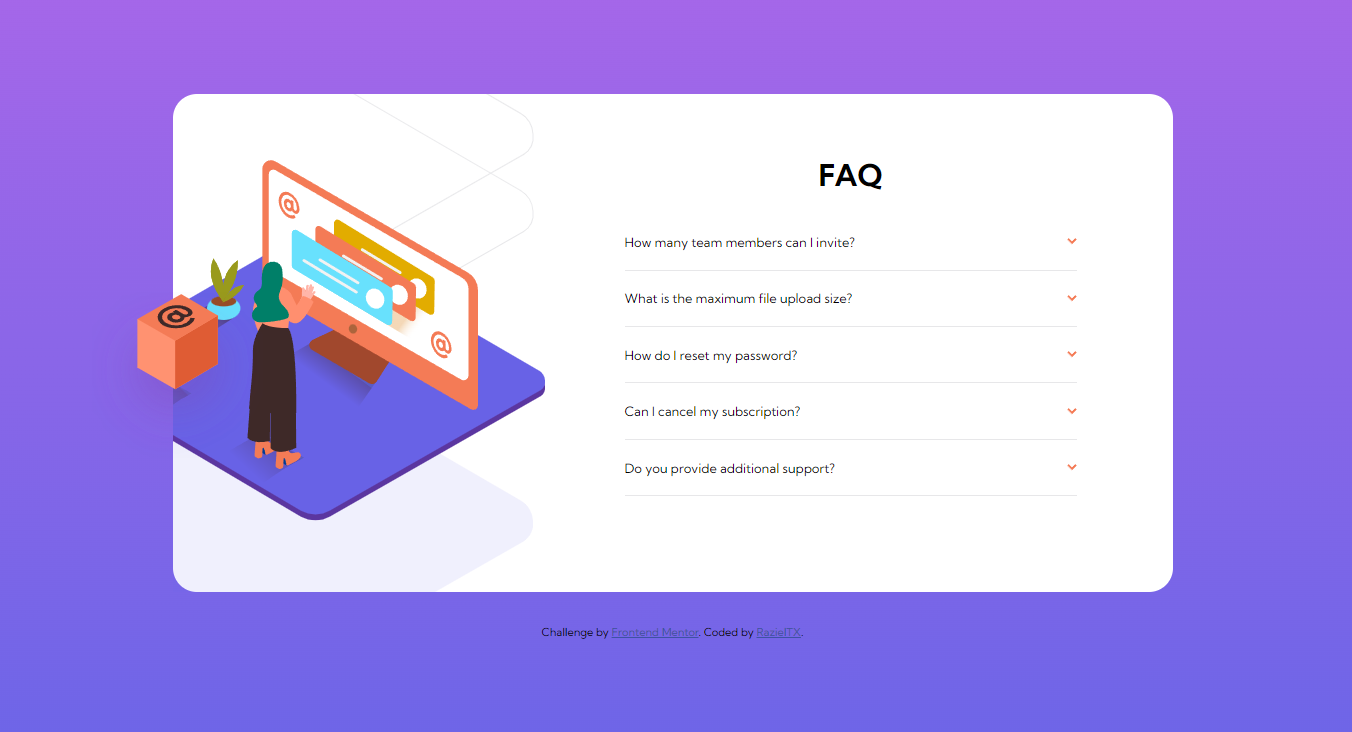 FAQ
How many team members can I invite?
What is the maximum file upload size?
How do I reset my password?
Can I cancel my subscription?
Do you provide additional support?
Challenge by Frontend Mentor. Coded by RazielTX.
@
@
@